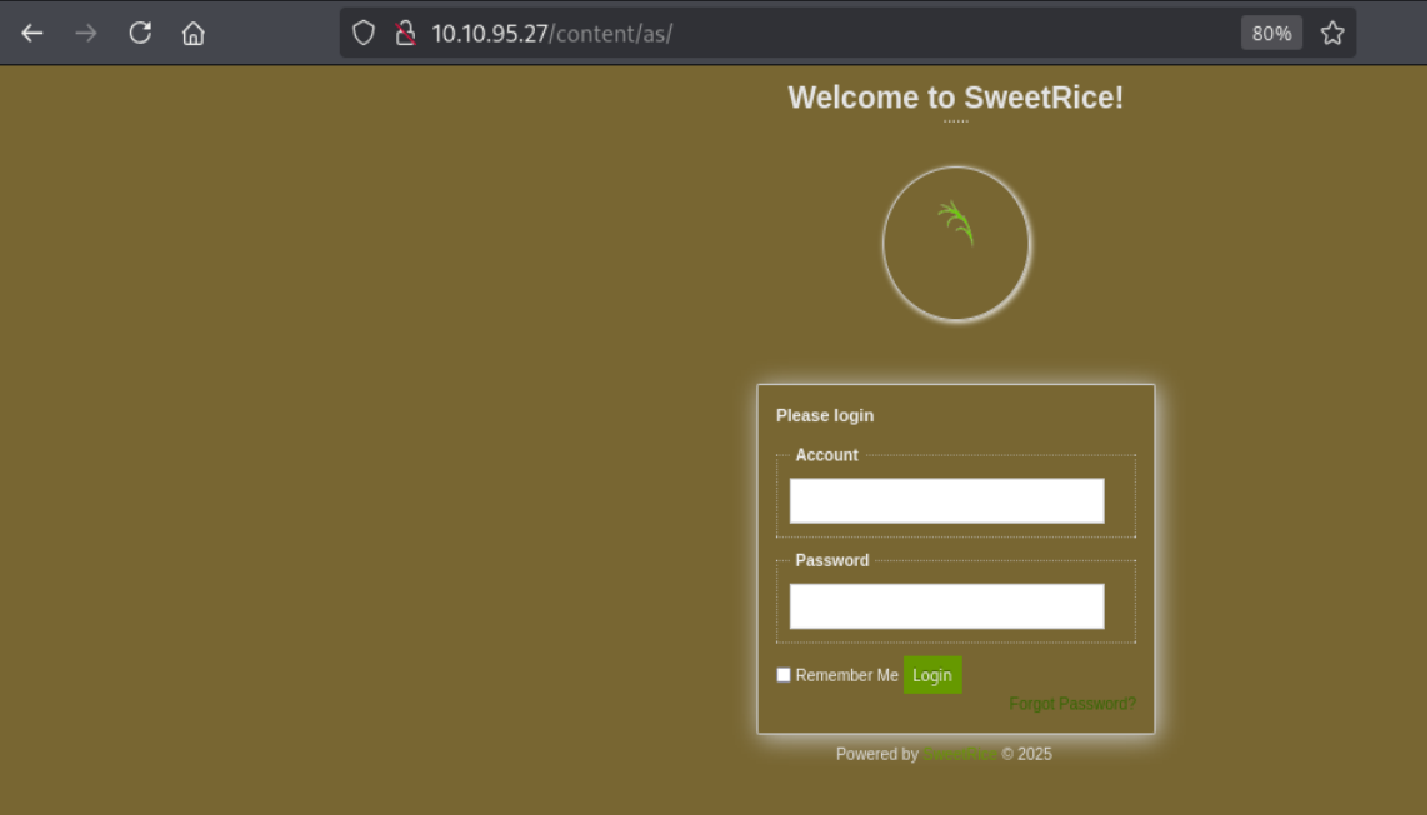 10.10.95.27/content/as/ 80%
Welcome to SweetRice!
Please login
Account
Password
Remember Me Login
Forgot Password?
Powered by SweetRice © 2025